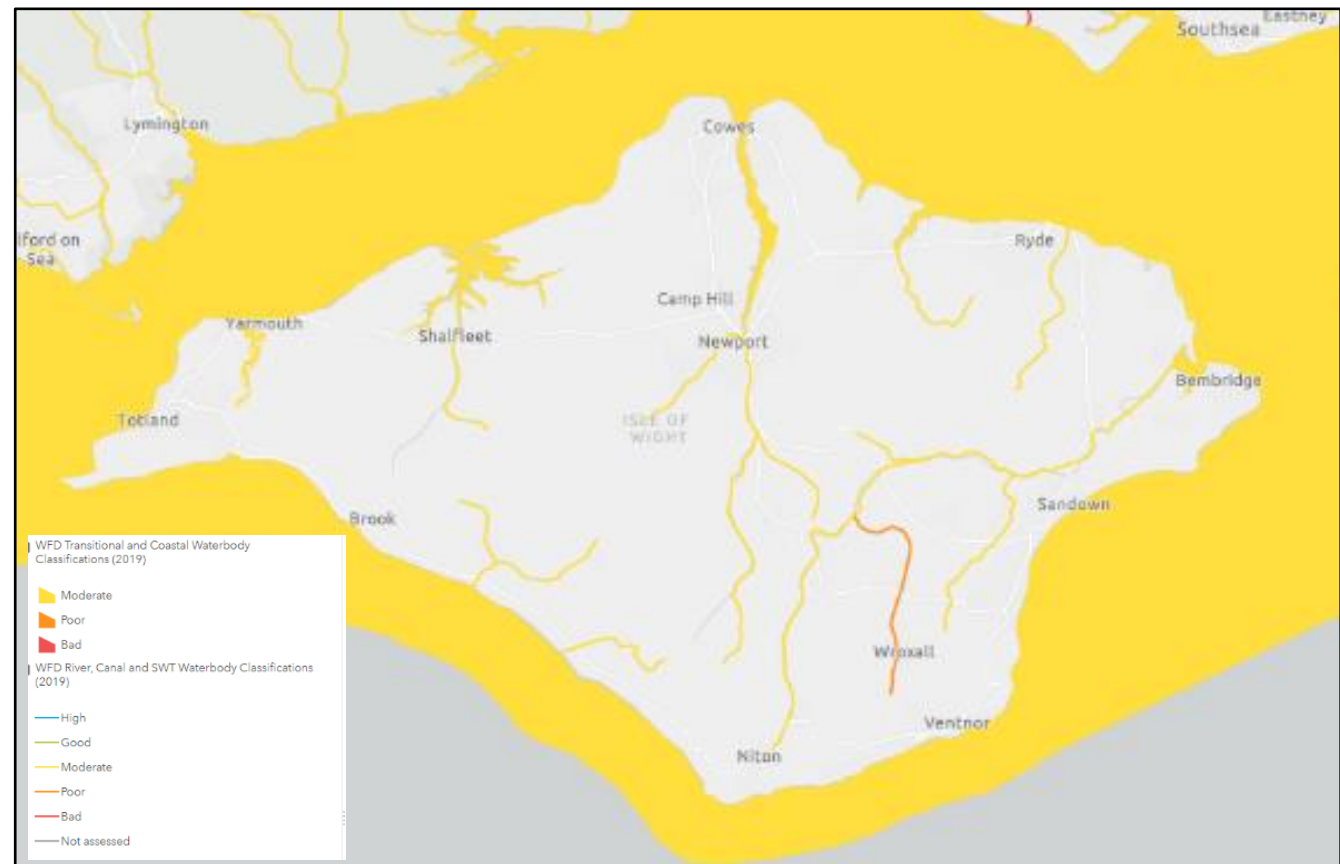 Eastney
Southsea
Lymington
Cowes
lford on
Sea
Ryde
Camp Hill
Yarmouth
Shalfleet
Newport
Bembridge
Totland
ISLE OF
WIGHT
Sandown
Brook
Wroxall
Ventnor
Niton
WFD Transitional and Coastal Waterbody
Classifications (2019)
Moderate
Poor
Bad
WFD River, Canal and SWT Waterbody Classifications
(2019)
High
Good
Moderate
Poor
Bad
Not assessed